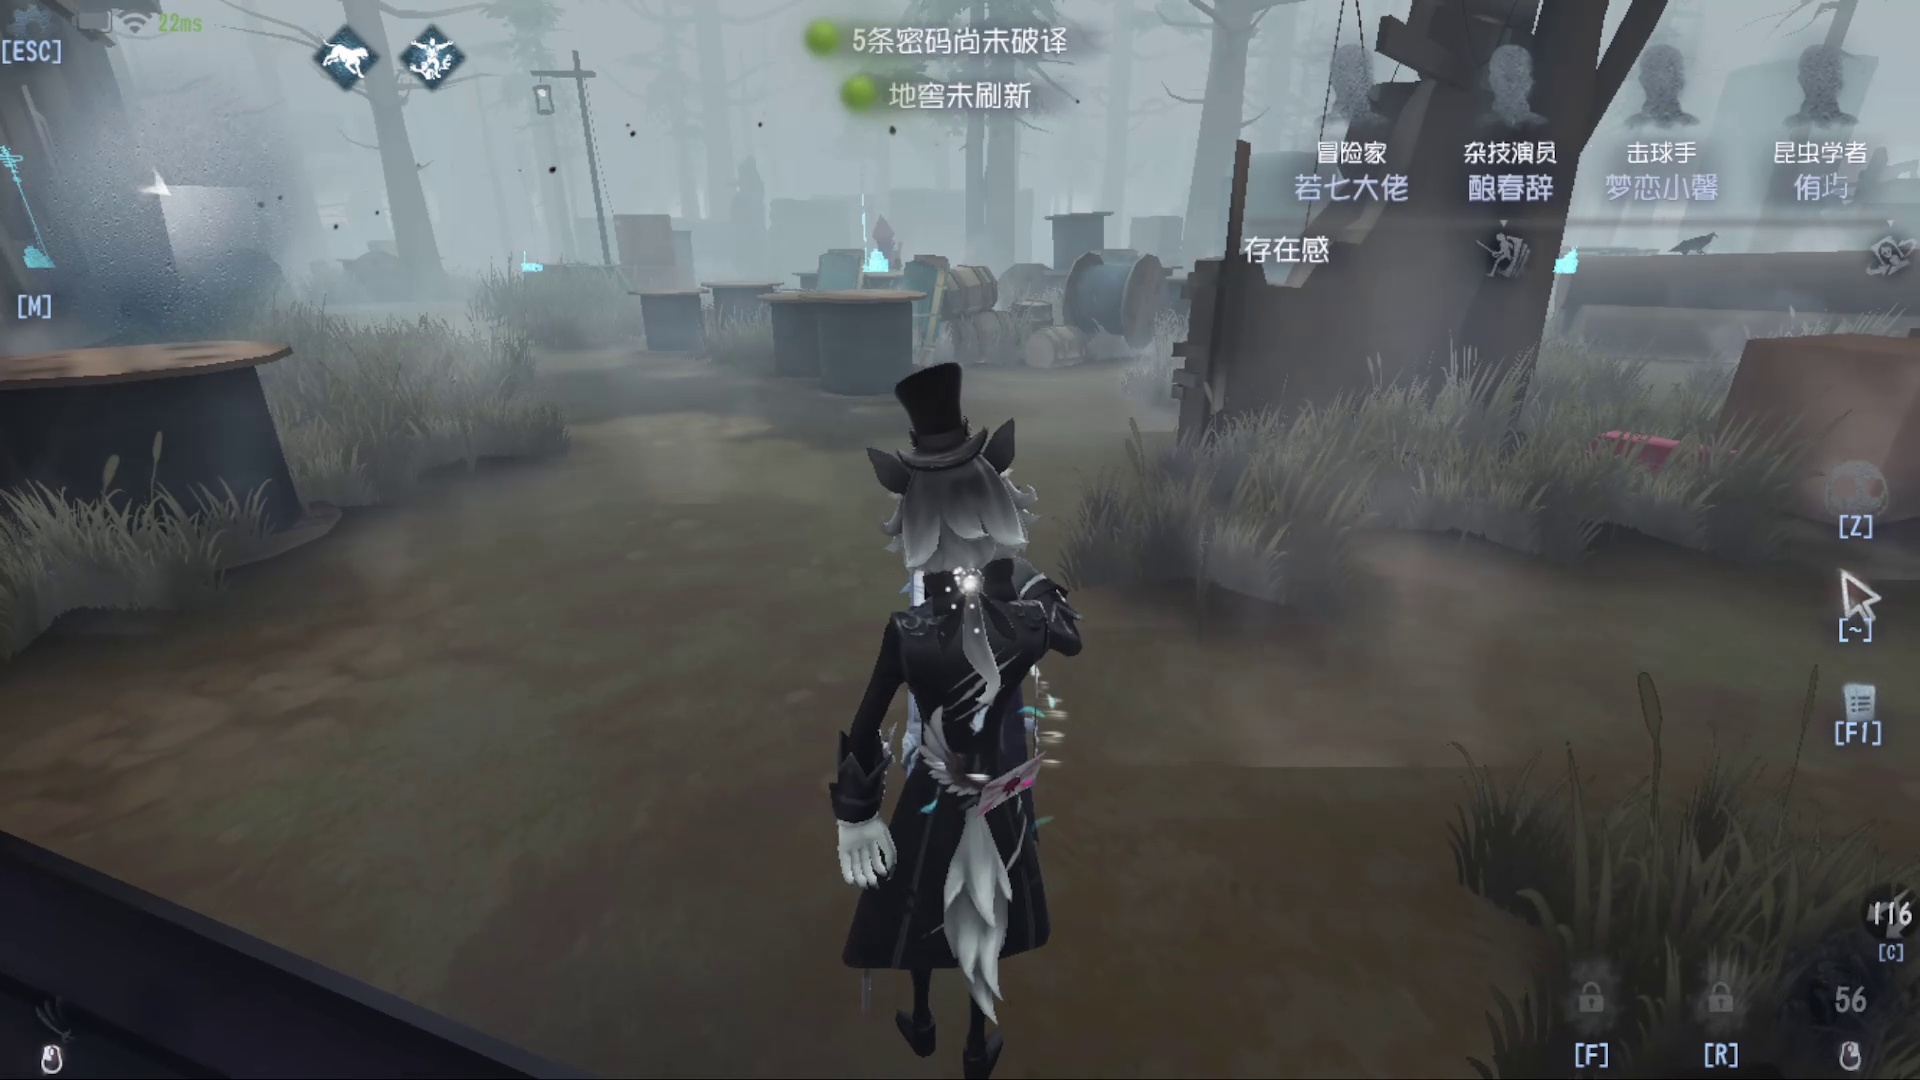 22ms
[ESC]
5条密码尚未破译
地窖未刷新
冒险家
杂技演员
击球手
昆虫学者
若七大佬
酿春辞
梦恋小馨
存在感
[M]
[Z]
[~]
[F1]
116
[C]
56
[F]
[R]